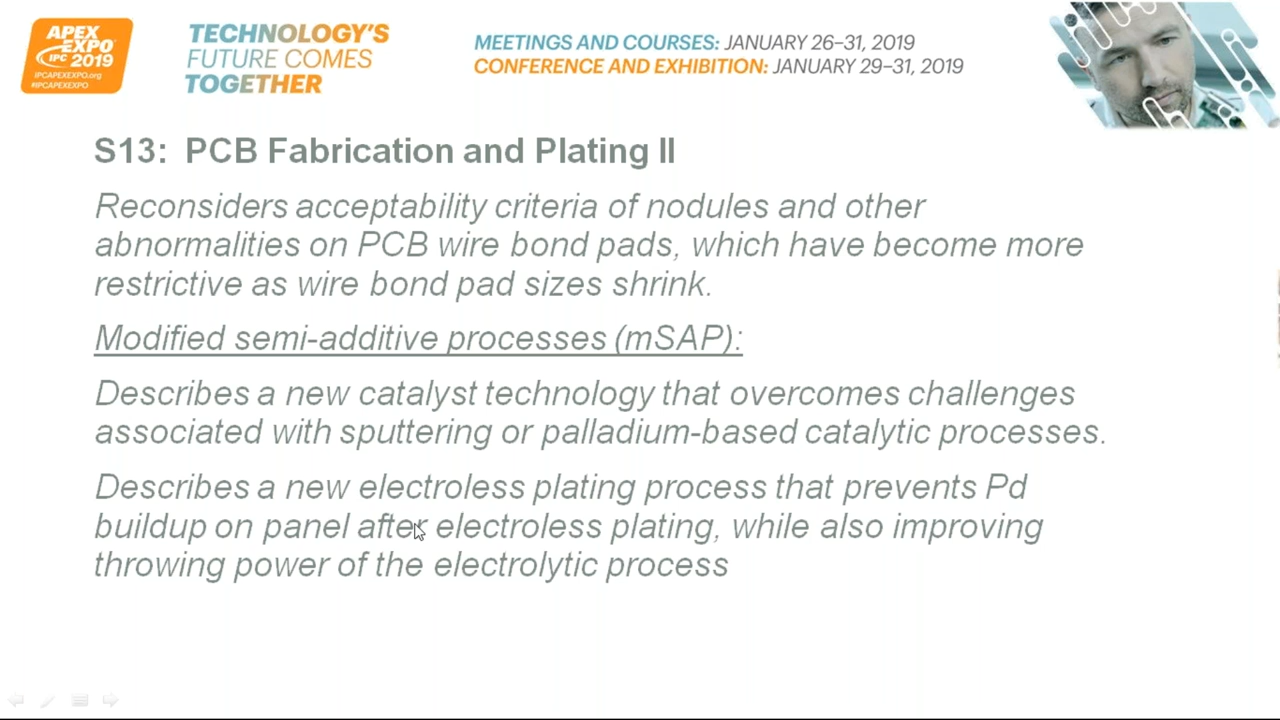 APEX
EXPO
IPC 2019
IPCAPEXEXPO.org
#IPCAPEXEXPO
TECHNOLOGY'S
FUTURE COMES
TOGETHER
MEETINGS AND COURSES: JANUARY 26–31, 2019
CONFERENCE AND EXHIBITION: JANUARY 29–31, 2019
S13: PCB Fabrication and Plating II
Reconsiders acceptability criteria of nodules and other
abnormalities on PCB wire bond pads, which have become more
restrictive as wire bond pad sizes shrink.
Modified semi-additive processes (mSAP):
Describes a new catalyst technology that overcomes challenges
associated with sputtering or palladium-based catalytic processes.
Describes a new electroless plating process that prevents Pd
buildup on panel after electroless plating, while also improving
throwing power of the electrolytic process